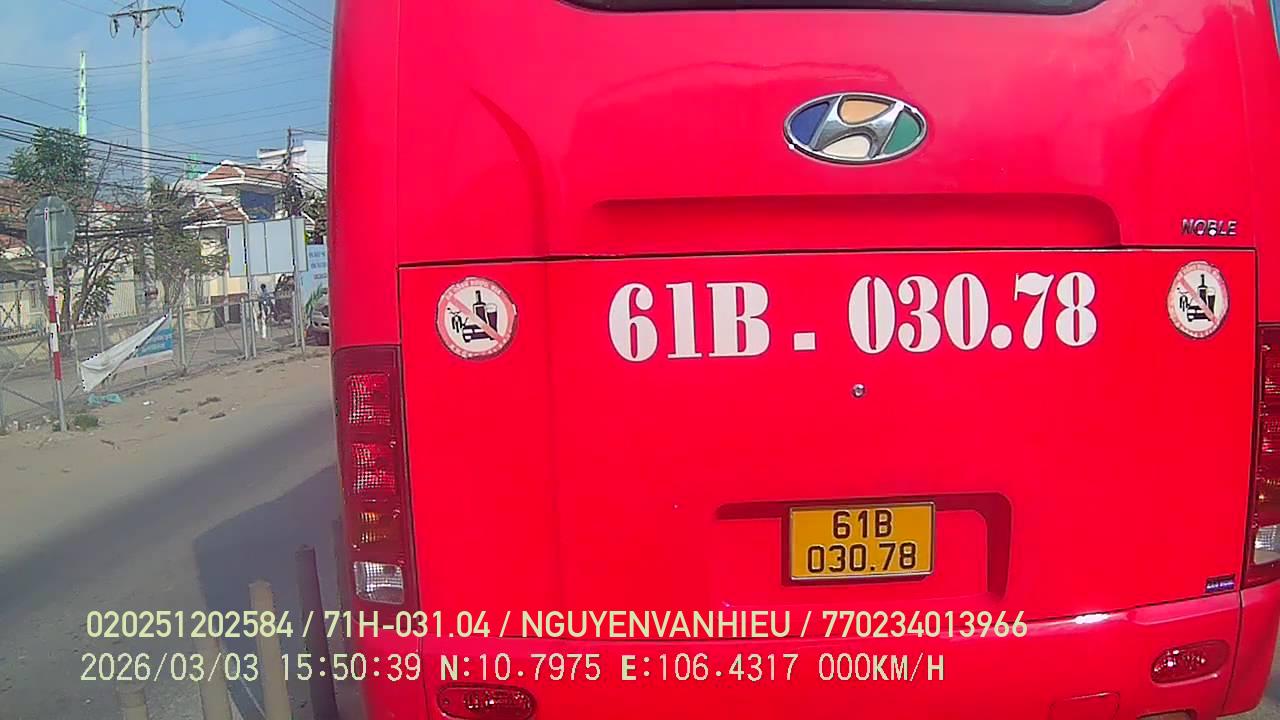 NOBLE
61B - 030.78
61B
030.78
020251202584 / 71H-031.04 / NGUYENVANHIEU / 770234013966
2026/03/03 15:50:39 N:10.7975 E:106.4317 000KM/H